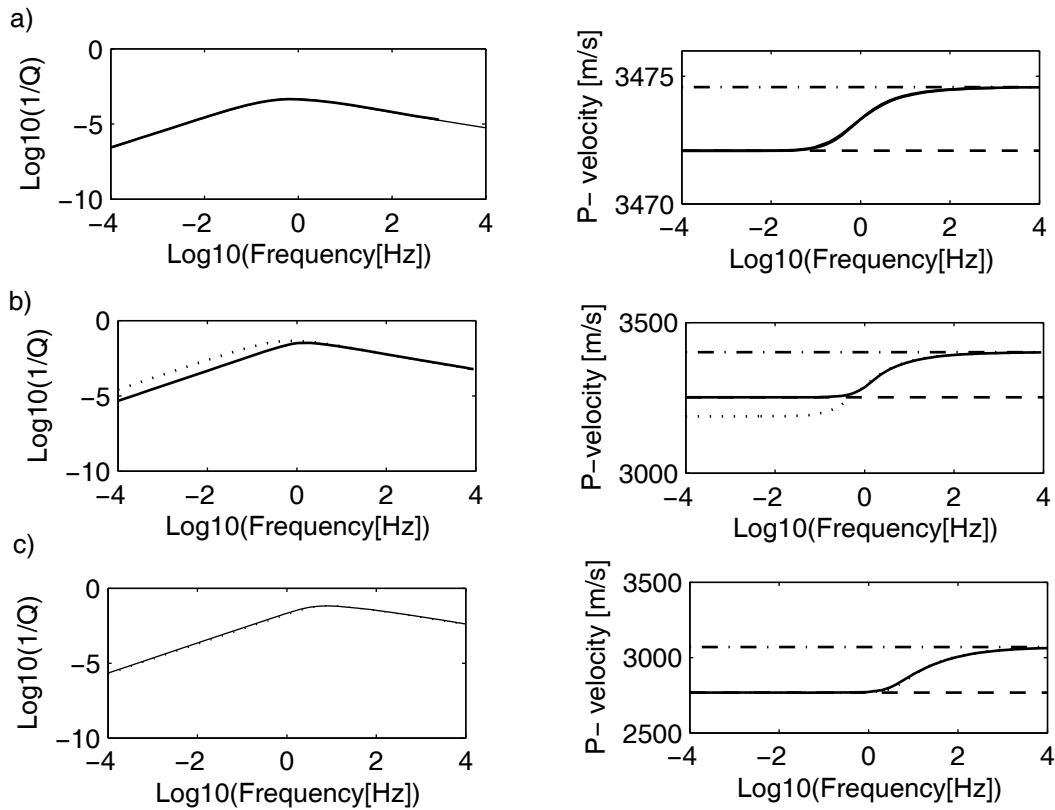 a)
0
−5
−10
Log10(1/Q)
−4 −2 0 2 4
Log10(Frequency[Hz])
3475
3470
P− velocity [m/s]
−4 −2 0 2 4
Log10(Frequency[Hz])
b)
0
−5
−10
Log10(1/Q)
−4 −2 0 2 4
Log10(Frequency[Hz])
3500
3000
P−velocity [m/s]
−4 −2 0 2 4
Log10(Frequency[Hz])
c)
0
−5
−10
Log10(1/Q)
−4 −2 0 2 4
Log10(Frequency[Hz])
3500
3000
2500
P− velocity [m/s]
−4 −2 0 2 4
Log10(Frequency[Hz])